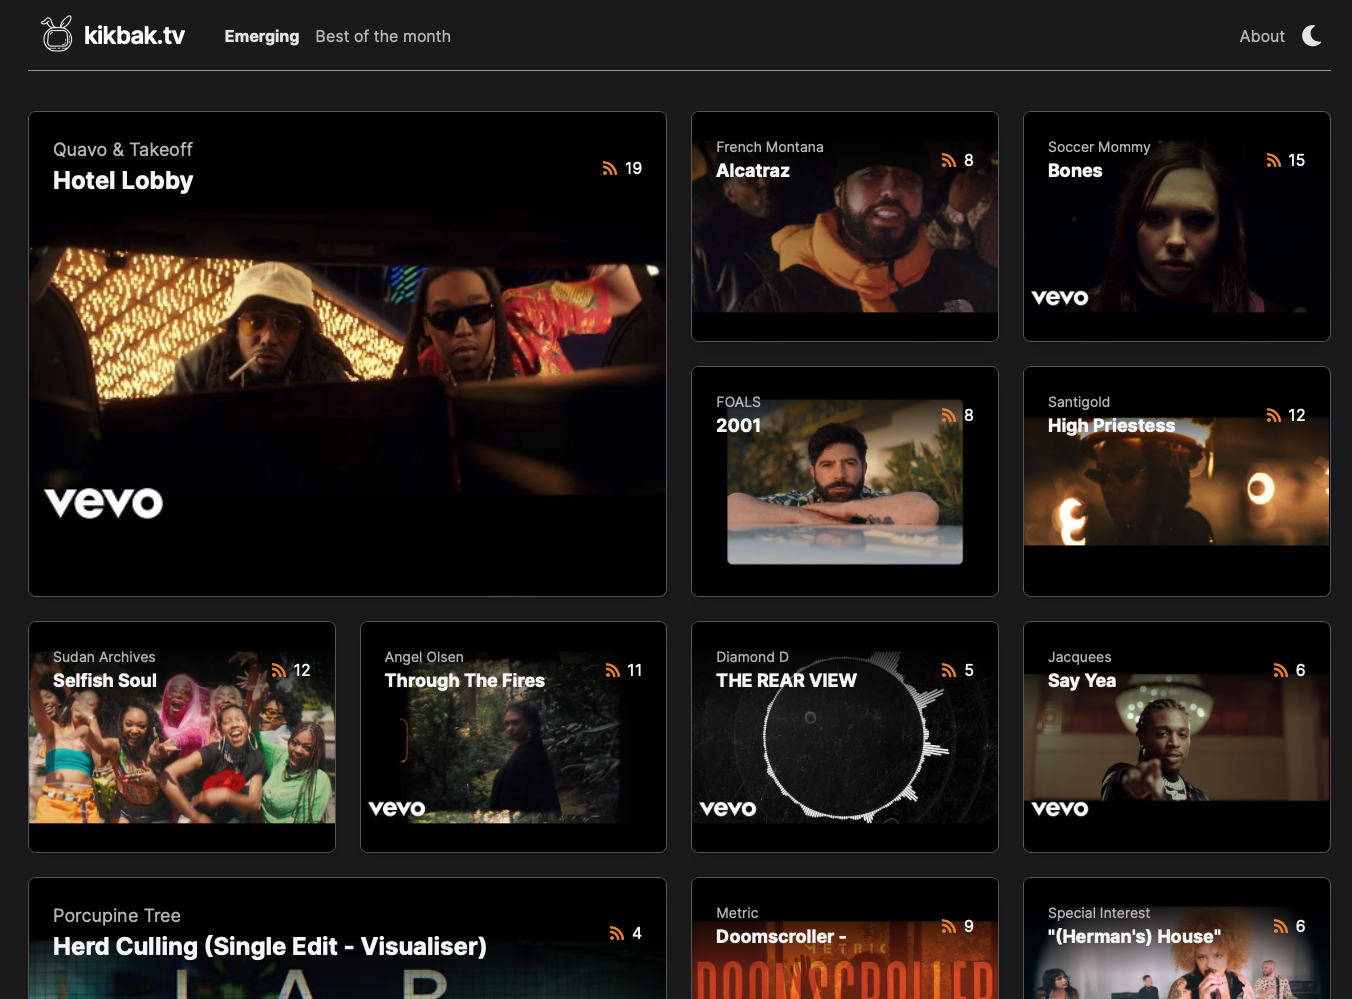 kikbak.tv
Emerging
Best of the month
About
Quavo & Takeoff
Hotel Lobby
19
vevo
French Montana
Alcatraz
8
Soccer Mommy
Bones
15
vevo
FOALS
2001
8
Santigold
High Priestess
12
Sudan Archives
Selfish Soul
12
Angel Olsen
Through The Fires
11
vevo
Diamond D
THE REAR VIEW
5
vevo
Jacquees
Say Yea
6
vevo
Porcupine Tree
Herd Culling (Single Edit - Visualiser)
4
L A R
Metric
Doomscroller -
9
METRIC
DOOMSCROLLER
Special Interest
"(Herman's) House"
6